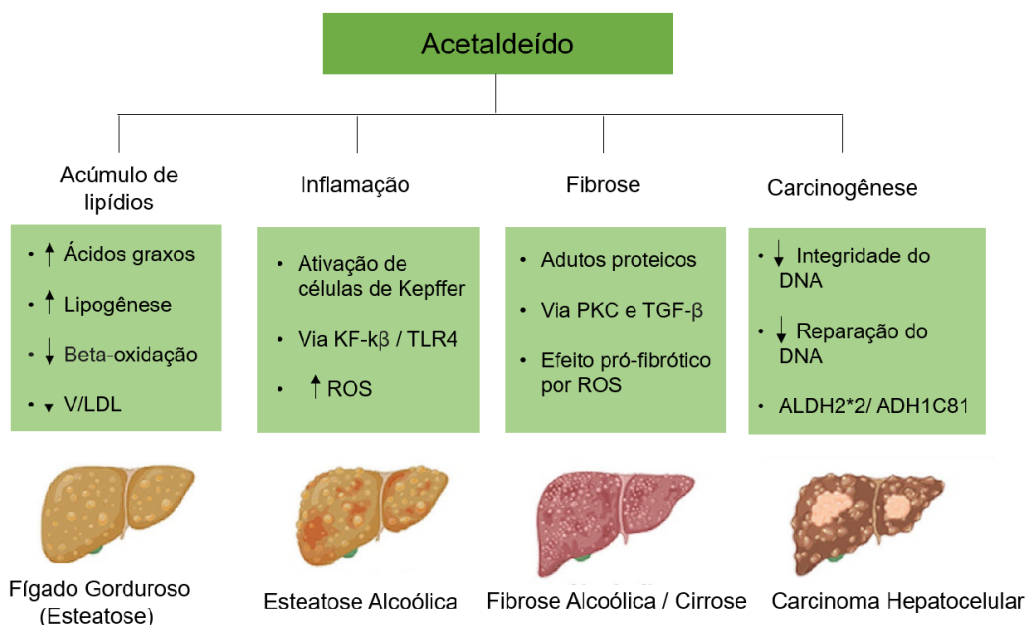 Acetaldeído
Acúmulo de
lipídios
• ↑ Ácidos graxos
• ↑ Lipogênese
• ↓ Beta-oxidação
• ▾ V/LDL
Fígado Gorduroso
(Esteatose)
Inflamação
• Ativação de
células de Kepffer
• Via KF-kβ / TLR4
• ↑ ROS
Esteatose Alcoólica
Fibrose
• Adutos proteicos
• Via PKC e TGF-β
• Efeito pró-fibrótico
por ROS
Fibrose Alcoólica / Cirrose
Carcinogênese
• ↓ Integridade do
DNA
• ↓ Reparação do
DNA
• ALDH2*2/ ADH1C81
Carcinoma Hepatocelular